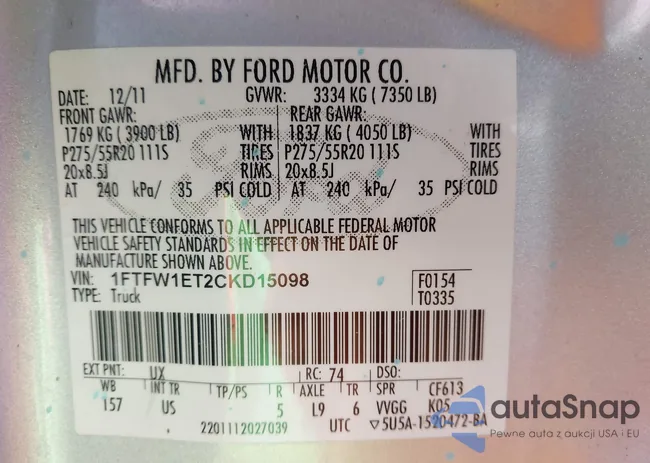 MFD. BY FORD MOTOR CO.
DATE: 12/11 GVWR: 3334 KG ( 7350 LB)
FRONT GAWR: REAR GAWR:
1769 KG ( 3900 LB) WITH 1837 KG ( 4050 LB) WITH
P275/55R20 111S TIRES P275/55R20 111S TIRES
20x8.5J RIMS 20x8.5J RIMS
AT 240 kPa/ 35 PSI COLD AT 240 kPa/ 35 PSI COLD
THIS VEHICLE CONFORMS TO ALL APPLICABLE FEDERAL MOTOR
VEHICLE SAFETY STANDARDS IN EFFECT ON THE DATE OF
MANUFACTURE SHOWN ABOVE.
VIN: 1FTFW1ET2CKD15098 F0154
TYPE: Truck T0335
EXT PNT: UX RC: 74 DSO:
WB INT TR TP/PS R AXLE TR SPR CF613
157 US 5 L9 6 VVGG K05
2201112027039 UTC ▽5U5A-1520472-BA
autaSnap
Pewne auta z aukcji USA i EU